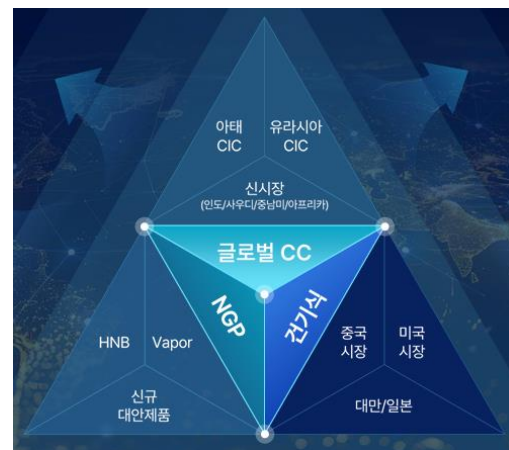 아태 유라시아
CIC CIC
신시장
(인도/사우디/중남미/아프리카)
글로벌 CC
NGP 건기식
HNB Vapor
신규
대안제품
중국 미국
시장 시장
대만/일본